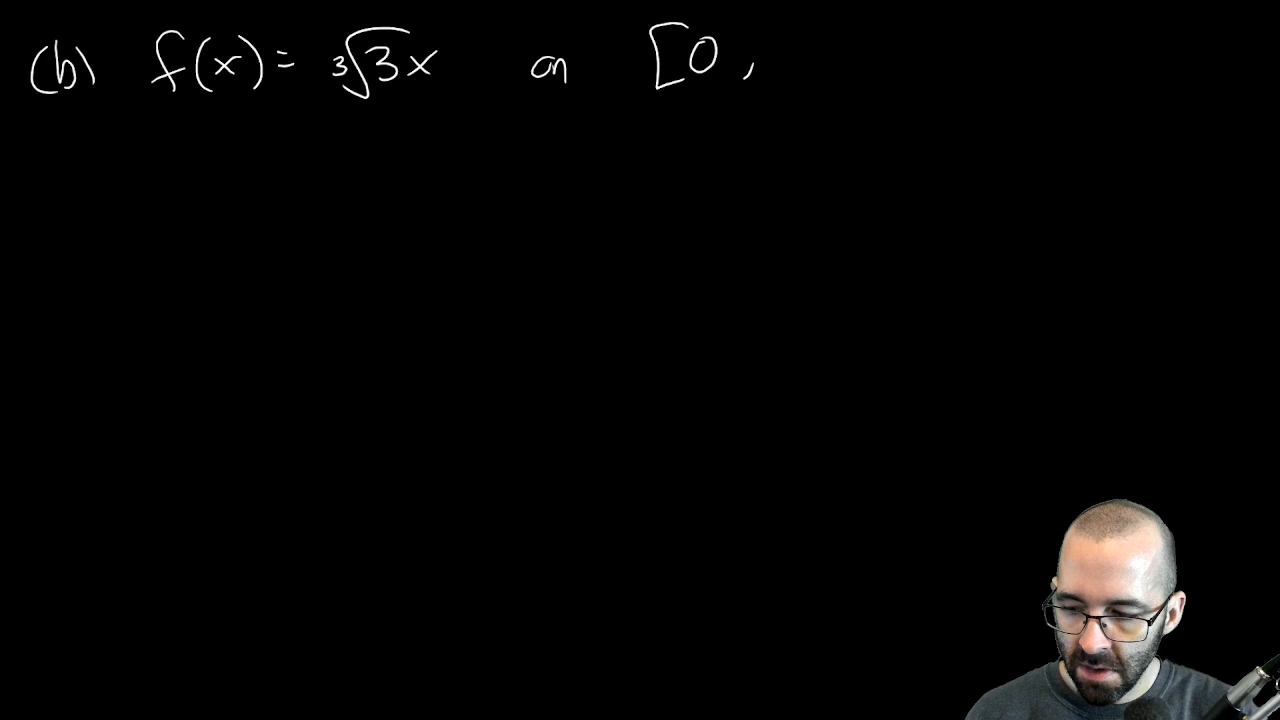 (b) f(x) = ∛3x on [0,